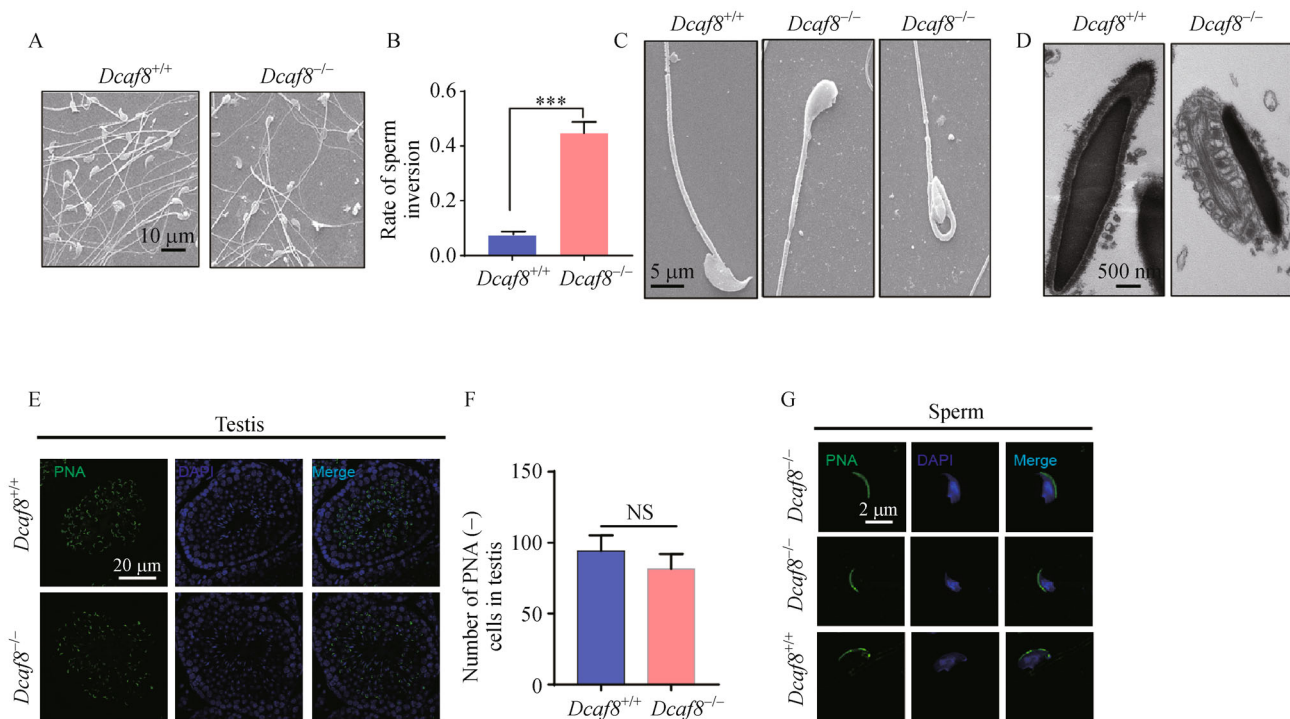 A
Dcaf8+/+
Dcaf8−/−
10 μm
B
Rate of sperm
inversion
0.6
0.4
0.2
0.0
***
Dcaf8+/+
Dcaf8−/−
C
Dcaf8+/+
Dcaf8−/−
Dcaf8−/−
5 μm
D
Dcaf8+/+
Dcaf8−/−
500 nm
E
Testis
Dcaf8+/+
PNA
DAPI
Merge
20 μm
Dcaf8−/−
F
Number of PNA (−)
cells in testis
150
100
50
0
NS
Dcaf8+/+
Dcaf8−/−
G
Sperm
Dcaf8−/−
PNA
DAPI
Merge
2 μm
Dcaf8−/−
Dcaf8+/+